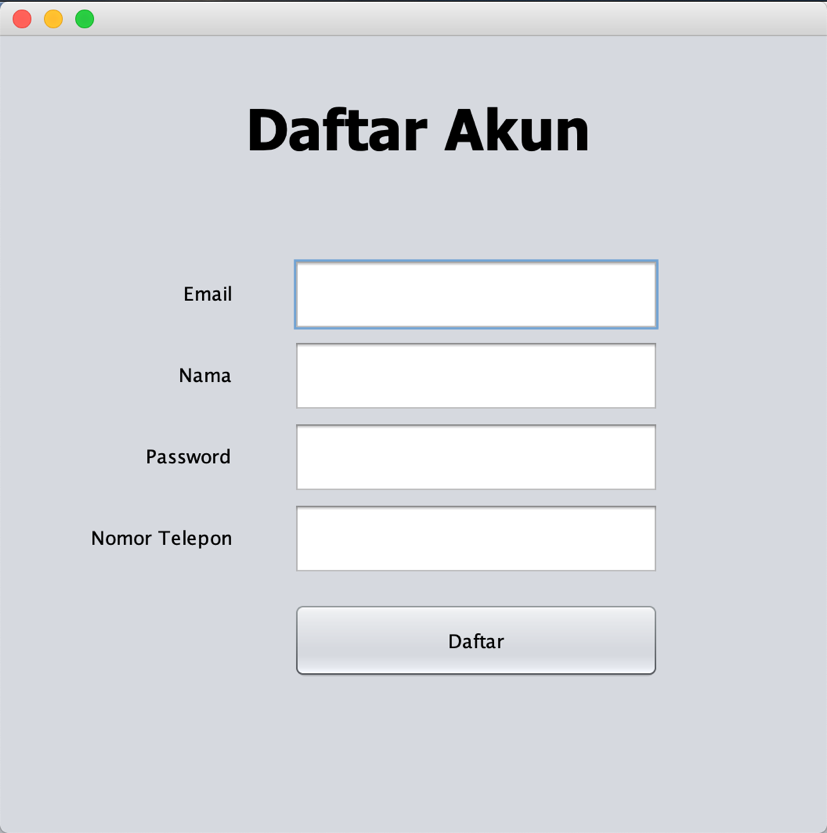 Daftar Akun
Email
Nama
Password
Nomor Telepon
Daftar